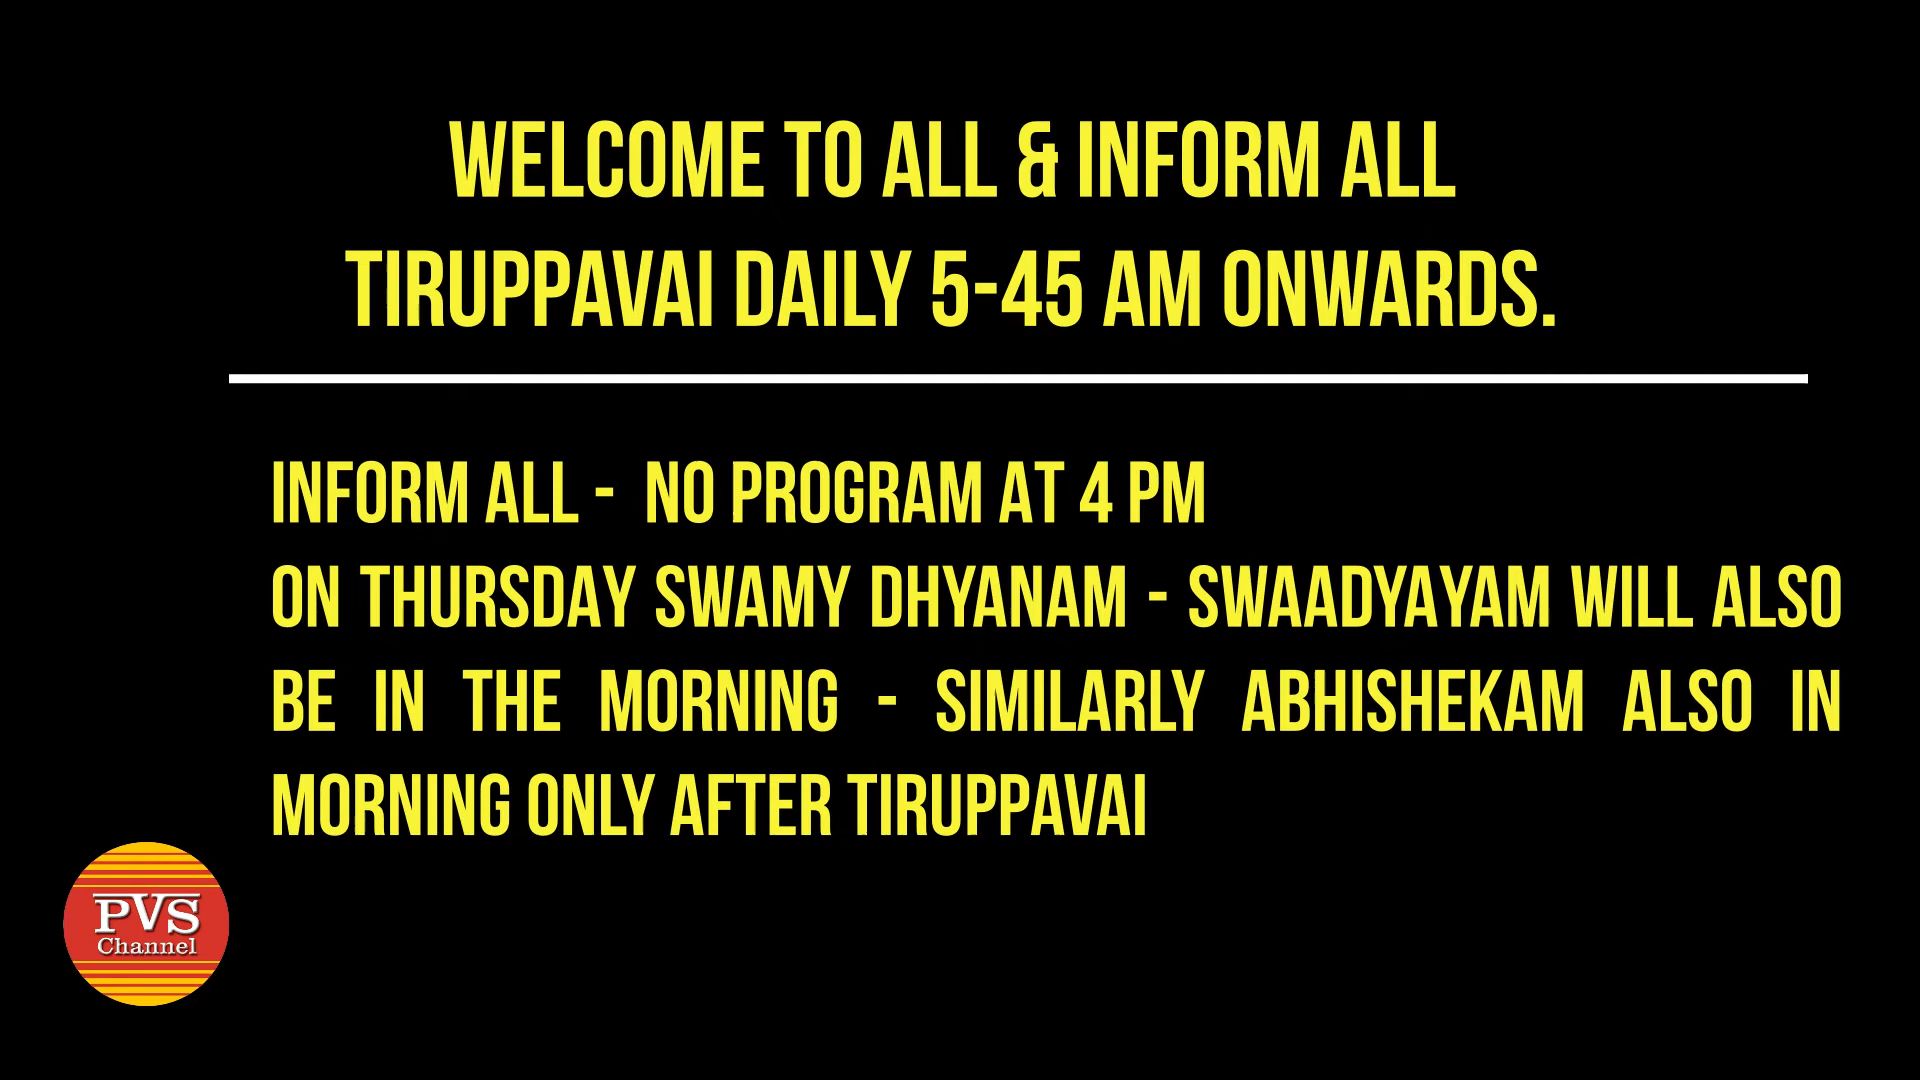 WELCOME TO ALL & INFORM ALL
TIRUPPAVAI DAILY 5-45 AM ONWARDS.
INFORM ALL - NO PROGRAM AT 4 PM
ON THURSDAY SWAMY DHYANAM - SWAADYAYAM WILL ALSO
BE IN THE MORNING - SIMILARLY ABHISHEKAM ALSO IN
MORNING ONLY AFTER TIRUPPAVAI
PVS
Channel